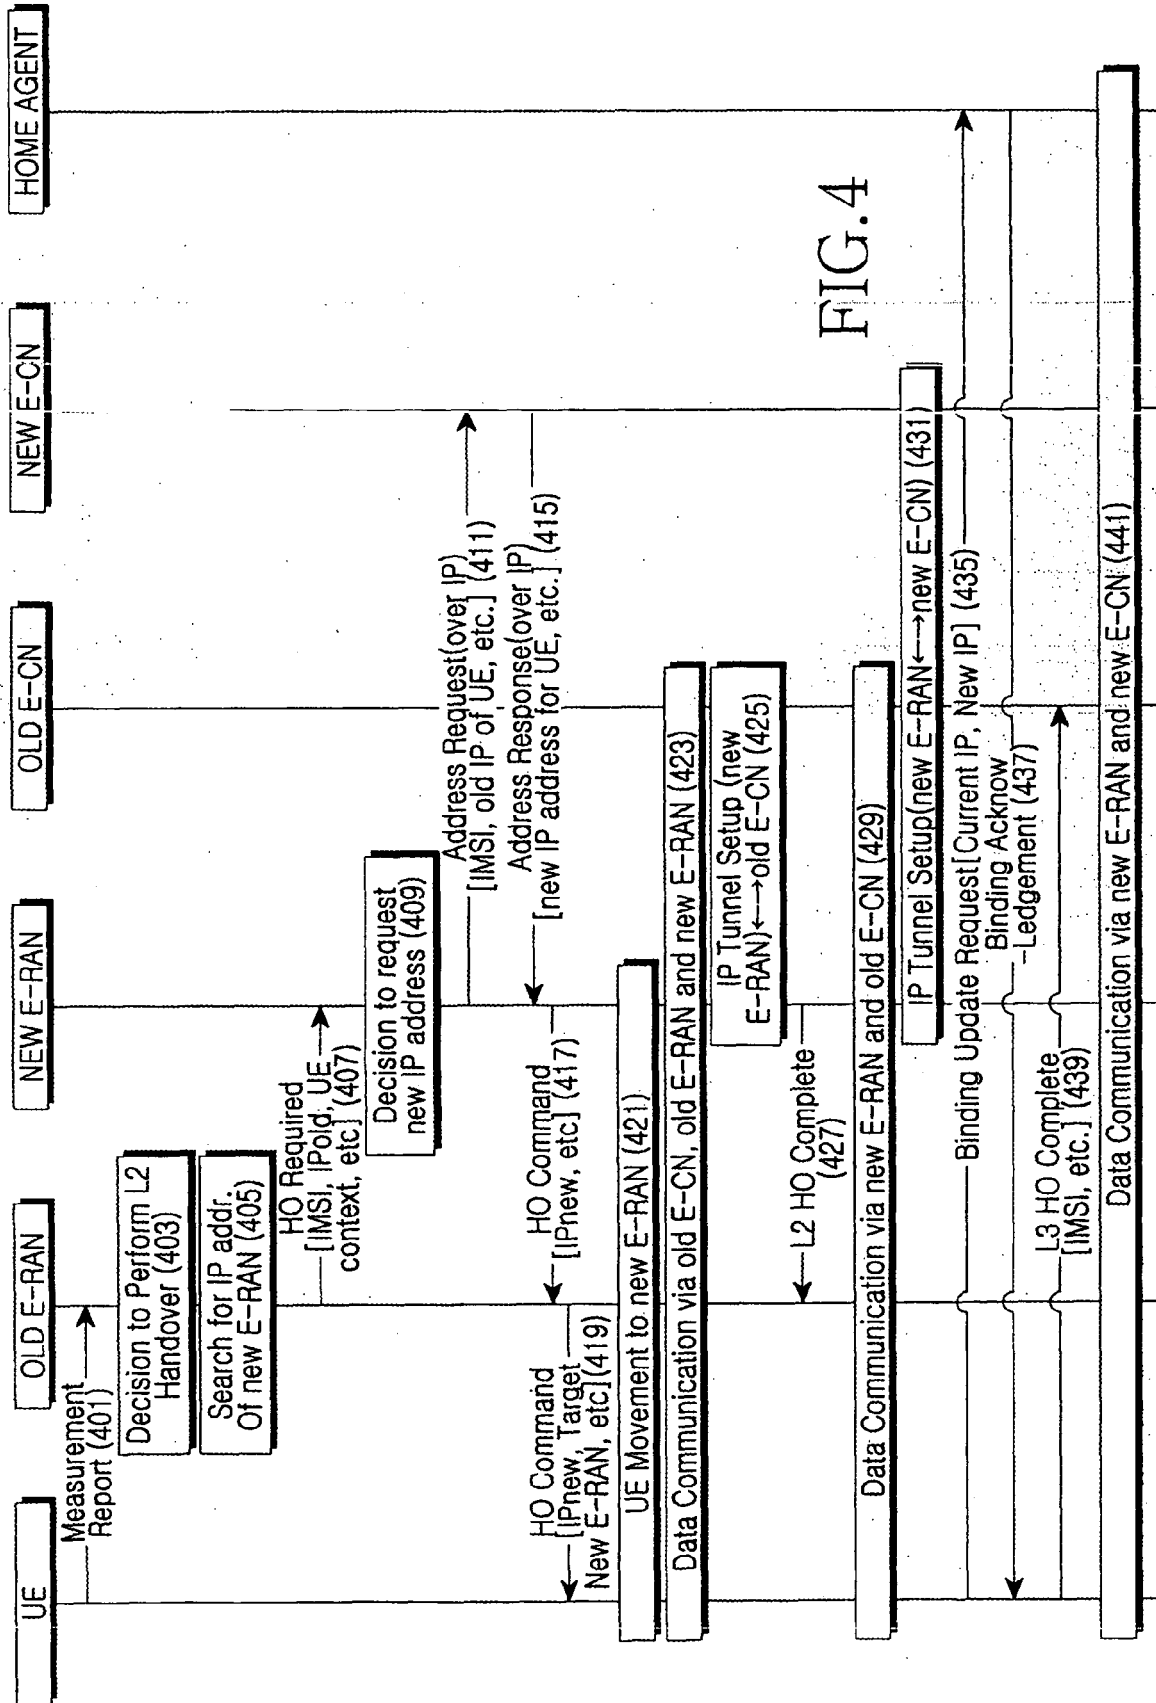 UE
OLD E-RAN
NEW E-RAN
OLD E-CN
NEW E-CN
HOME AGENT
Measurement
Report (401)
Decision to Perform L2
Handover (403)
Search for IP addr.
Of new E-RAN (405)
HO Required
[IMSI, IPold, UE
context, etc] (407)
Decision to request
new IP address (409)
Address Request(over IP)
[IMSI, old IP of UE, etc.] (411)
Address Response(over IP)
[new IP address for UE, etc.] (415)
HO Command
[IPnew, etc] (417)
HO Command
[IPnew, Target
New E-RAN, etc](419)
UE Movement to new E-RAN (421)
Data Communication via old E-CN, old E-RAN and new E-RAN (423)
IP Tunnel Setup (new
E-RAN)←→old E-CN (425)
L2 HO Complete
(427)
Data Communication via new E-RAN and old E-CN (429)
IP Tunnel Setup(new E-RAN←→new E-CN) (431)
Binding Update Request[Current IP, New IP] (435)
Binding Acknow
-Ledgement (437)
L3 HO Complete
[IMSI, etc.] (439)
Data Communication via new E-RAN and new E-CN (441)
FIG.4